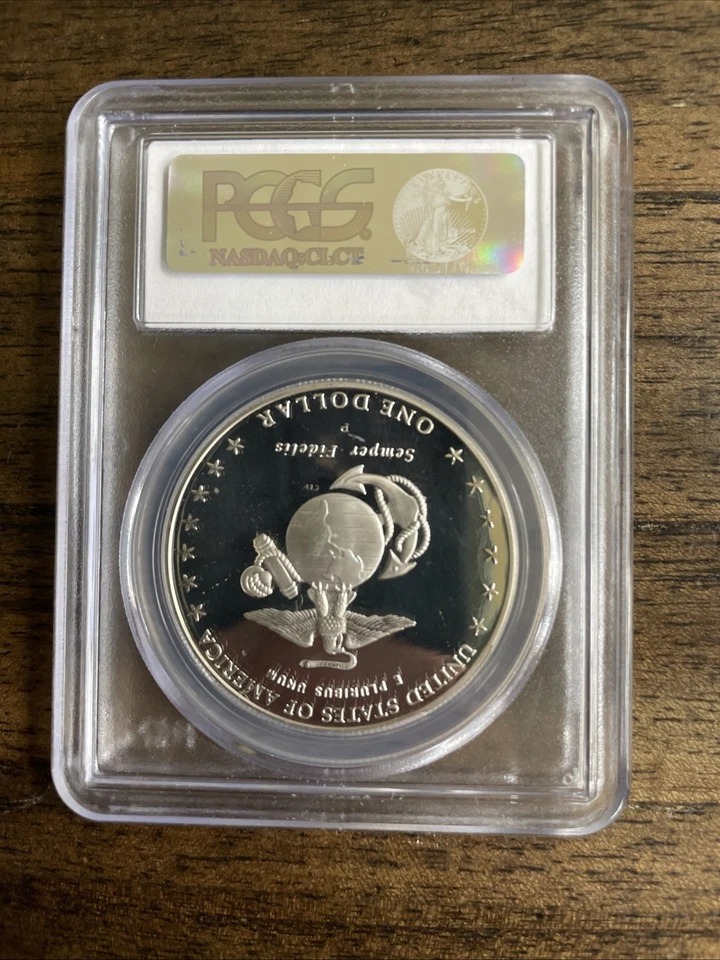 PCGS
NASDAQ:CLCT
UNITED STATES OF AMERICA
E PLURIBUS UNUM
Semper Fidelis
P
ONE DOLLAR